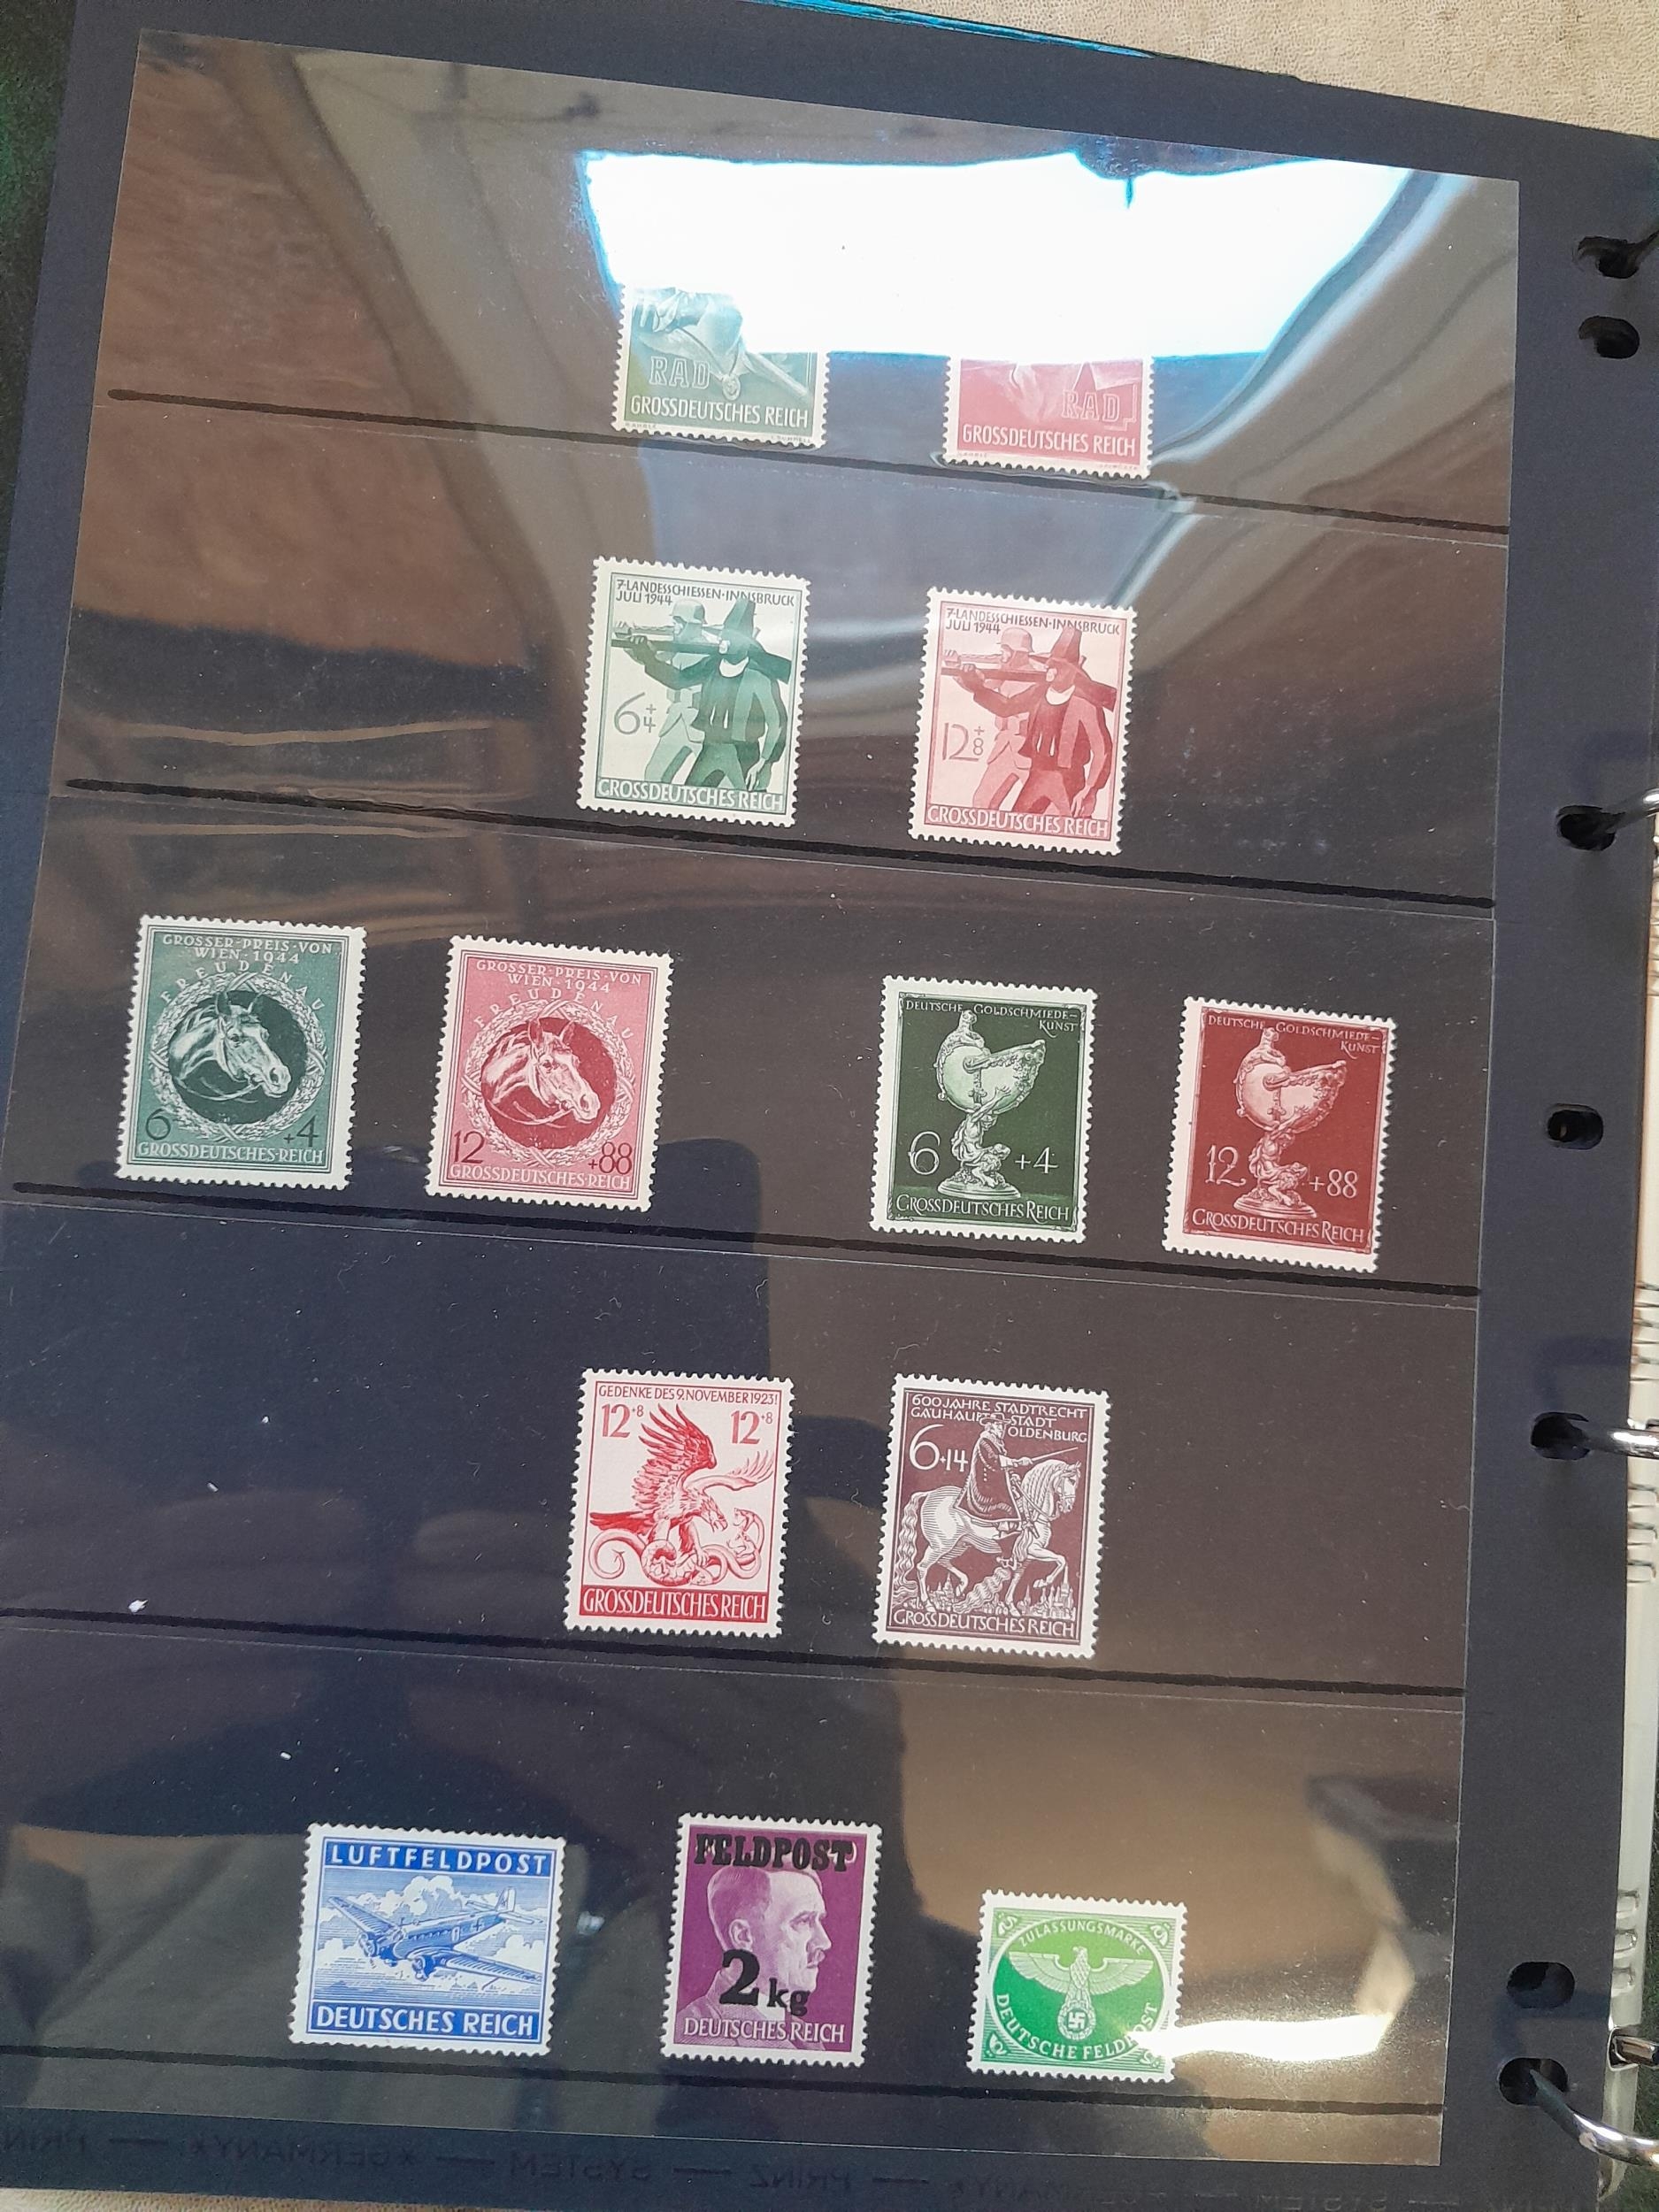 RAD
GROSSDEUTSCHES REICH
RAD
GROSSDEUTSCHES REICH
7·LANDESSCHIESSEN·INNSBRUCK
JULI 1944
6+4
GROSSDEUTSCHES REICH
7·LANDESSCHIESSEN·INNSBRUCK
JULI 1944
12+8
GROSSDEUTSCHES REICH
GROSSER·PREIS·VON
WIEN·1944
FREUDENAU
6 +4
GROSSDEUTSCHES·REICH
GROSSER·PREIS·VON
WIEN·1944
FREUDENAU
12 +88
GROSSDEUTSCHES·REICH
DEUTSCHE GOLDSCHMIEDE-
KUNST
6 +4
GROSSDEUTSCHES REICH
DEUTSCHE GOLDSCHMIEDE-
KUNST
12 +88
GROSSDEUTSCHES REICH
GEDENKE DES 9. NOVEMBER 1923!
12+8 12+8
GROSSDEUTSCHES REICH
600 JAHRE STADTRECHT
GAUHAUPTSTADT
OLDENBURG
6+14
GROSSDEUTSCHES REICH
LUFTFELDPOST
DEUTSCHES REICH
FELDPOST
2kg
DEUTSCHES REICH
ZULASSUNGSMARKE
DEUTSCHE FELDPOST
PRINZ — SYSTEM — *GERMANY*